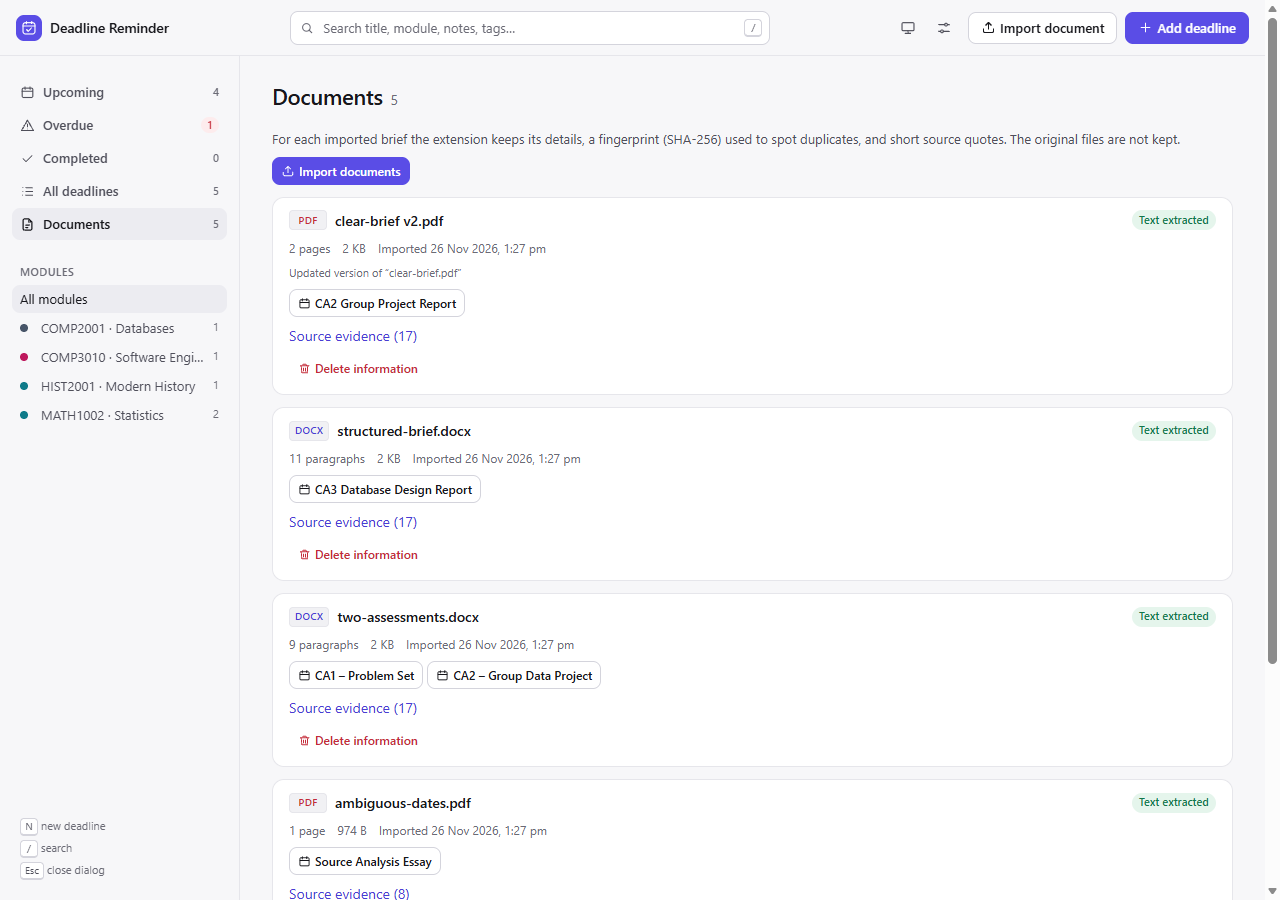 Deadline Reminder
Search title, module, notes, tags...
/
Import document
Add deadline
Upcoming 4
Overdue 1
Completed 0
All deadlines 5
Documents 5
MODULES
All modules
COMP2001 · Databases 1
COMP3010 · Software Engi... 1
HIST2001 · Modern History 1
MATH1002 · Statistics 2
N new deadline
/ search
Esc close dialog
Documents 5
For each imported brief the extension keeps its details, a fingerprint (SHA-256) used to spot duplicates, and short source quotes. The original files are not kept.
Import documents
PDF clear-brief v2.pdf Text extracted
2 pages 2 KB Imported 26 Nov 2026, 1:27 pm
Updated version of “clear-brief.pdf”
CA2 Group Project Report
Source evidence (17)
Delete information
DOCX structured-brief.docx Text extracted
11 paragraphs 2 KB Imported 26 Nov 2026, 1:27 pm
CA3 Database Design Report
Source evidence (17)
Delete information
DOCX two-assessments.docx Text extracted
9 paragraphs 2 KB Imported 26 Nov 2026, 1:27 pm
CA1 – Problem Set CA2 – Group Data Project
Source evidence (17)
Delete information
PDF ambiguous-dates.pdf Text extracted
1 page 974 B Imported 26 Nov 2026, 1:27 pm
Source Analysis Essay
Source evidence (8)